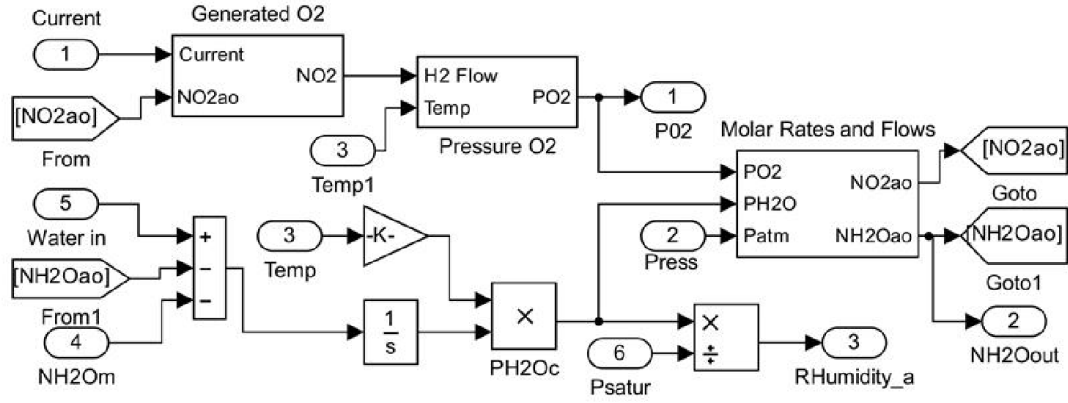 Current
1
Generated O2
Current
NO2
NO2ao
[NO2ao]
From
H2 Flow
Temp
PO2
Pressure O2
3
Temp1
1
P02
Molar Rates and Flows
PO2
PH2O
Patm
NO2ao
NH2Oao
[NO2ao]
Goto
[NH2Oao]
Goto1
5
Water in
[NH2Oao]
From1
4
NH2Om
+
−
−
3
Temp
-K-
1
s
×
PH2Oc
2
Press
6
Psatur
×
÷
3
RHumidity_a
2
NH2Oout